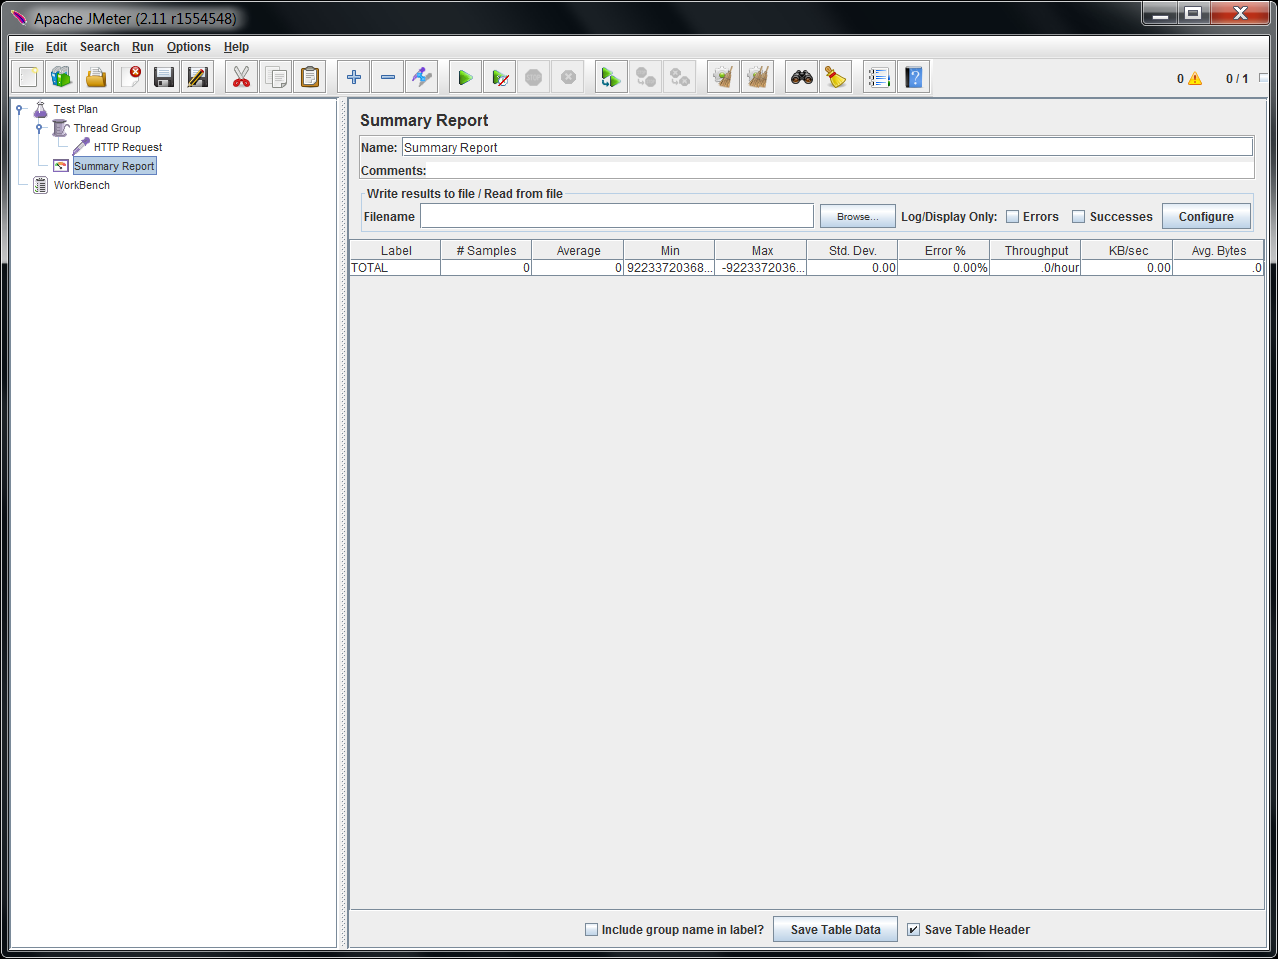 Apache JMeter (2.11 r1554548)
File Edit Search Run Options Help
0 0 / 1
Test Plan
Thread Group
HTTP Request
Summary Report
WorkBench
Summary Report
Name: Summary Report
Comments:
Write results to file / Read from file
Filename Browse... Log/Display Only: Errors Successes Configure
Label # Samples Average Min Max Std. Dev. Error % Throughput KB/sec Avg. Bytes
TOTAL 0 0 92233720368... -9223372036... 0.00 0.00% .0/hour 0.00 .0
Include group name in label? Save Table Data Save Table Header